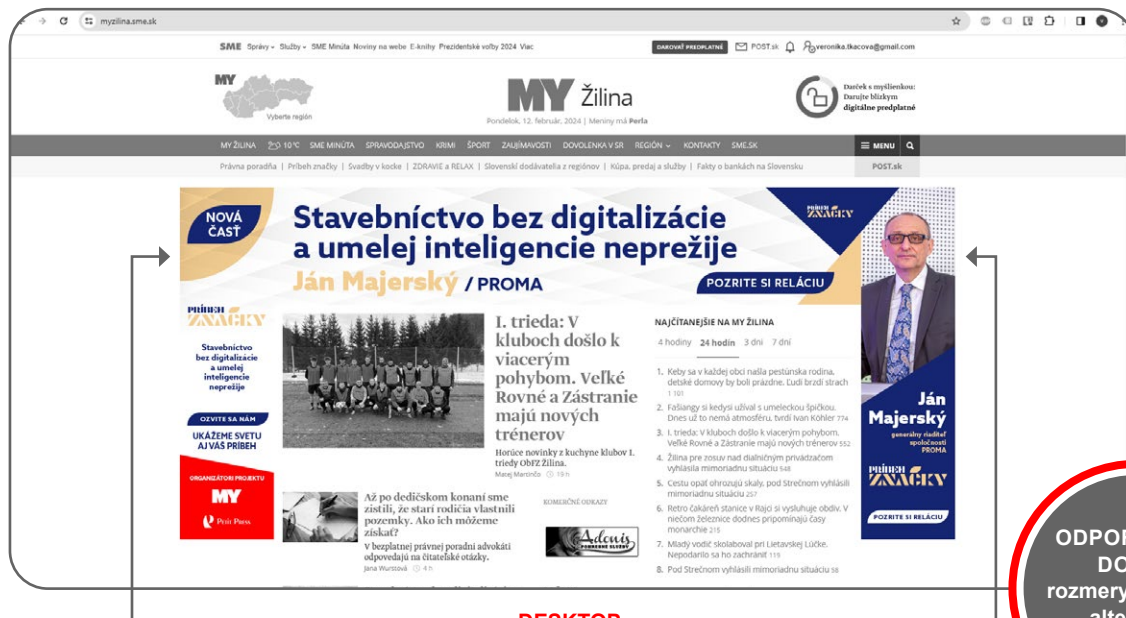 myzilina.sme.sk
SME Správy Služby SME Minúta Noviny na webe E-knihy Prezidentské voľby 2024 Viac
DAROVAŤ PREDPLATNÉ POST.sk veronika.tkacova@gmail.com
MY
Vyberte región
MY Žilina
Pondelok, 12. február, 2024 | Meniny má Perla
Darček s myšlienkou:
Darujte blízkym
digitálne predplatné
MY ŽILINA 10°C SME MINÚTA SPRAVODAJSTVO KRIMI ŠPORT ZAUJÍMAVOSTI DOVOLENKA V SR REGIÓN KONTAKTY SME.SK MENU
Právna poradňa | Príbeh značky | Svadby v kocke | ZDRAVIE a RELAX | Slovenskí dodávatelia z regiónov | Kúpa, predaj a služby | Fakty o bankách na Slovensku POST.sk
NOVÁ
ČASŤ
Stavebníctvo bez digitalizácie
a umelej inteligencie neprežije
Ján Majerský / PROMA
POZRITE SI RELÁCIU
PRÍBEH
ZNAČKY
PRÍBEH
ZNAČKY
Stavebníctvo
bez digitalizácie
a umelej
inteligencie
neprežije
OZVITE SA NÁM
UKÁŽEME SVETU
AJ VÁŠ PRÍBEH
ORGANIZÁTORI PROJEKTU
MY
Petit Press
I. trieda: V
kluboch došlo k
viacerým
pohybom. Veľké
Rovné a Zástranie
majú nových
trénerov
Horúce novinky z kuchyne klubov I.
triedy ObFZ Žilina.
Matej Martinčo 19 h
Až po dedičskom konaní sme
zistili, že starí rodičia vlastnili
pozemky. Ako ich môžeme
získať?
V bezplatnej právnej poradni advokáti
odpovedajú na čitateľské otázky.
Jana Wurstová 4 h
KOMERČNÉ ODKAZY
Adonis
POHREBNÉ SLUŽBY
NAJČÍTANEJŠIE NA MY ŽILINA
4 hodiny 24 hodín 3 dni 7 dní
1. Keby sa v každej obci našla pestúnska rodina,
detské domovy by boli prázdne. Ľudí brzdí strach
1 101
2. Fašiangy si kedysi užíval s umeleckou špičkou.
Dnes už to nemá atmosféru, tvrdí Ivan Köhler 774
3. I. trieda: V kluboch došlo k viacerým pohybom.
Veľké Rovné a Zástranie majú nových trénerov 552
4. Žilina pre zosuv nad diaľničným privádzačom
vyhlásila mimoriadnu situáciu 548
5. Cestu opäť ohrozujú skaly, pod Strečnom vyhlásili
mimoriadnu situáciu 257
6. Retro čakáreň stanice v Rajci si vysluhuje obdiv. V
niečom železnice dodnes pripomínajú časy
monarchie 215
7. Mladý vodič skolaboval pri Lietavskej Lúčke.
Nepodarilo sa ho zachrániť 119
8. Pod Strečnom vyhlásili mimoriadnu situáciu 58
Ján
Majerský
generálny riaditeľ
spoločnosti
PROMA
PRÍBEH
ZNAČKY
POZRITE SI RELÁCIU
ODPOR
DO
rozmery
alte
DESKTOP